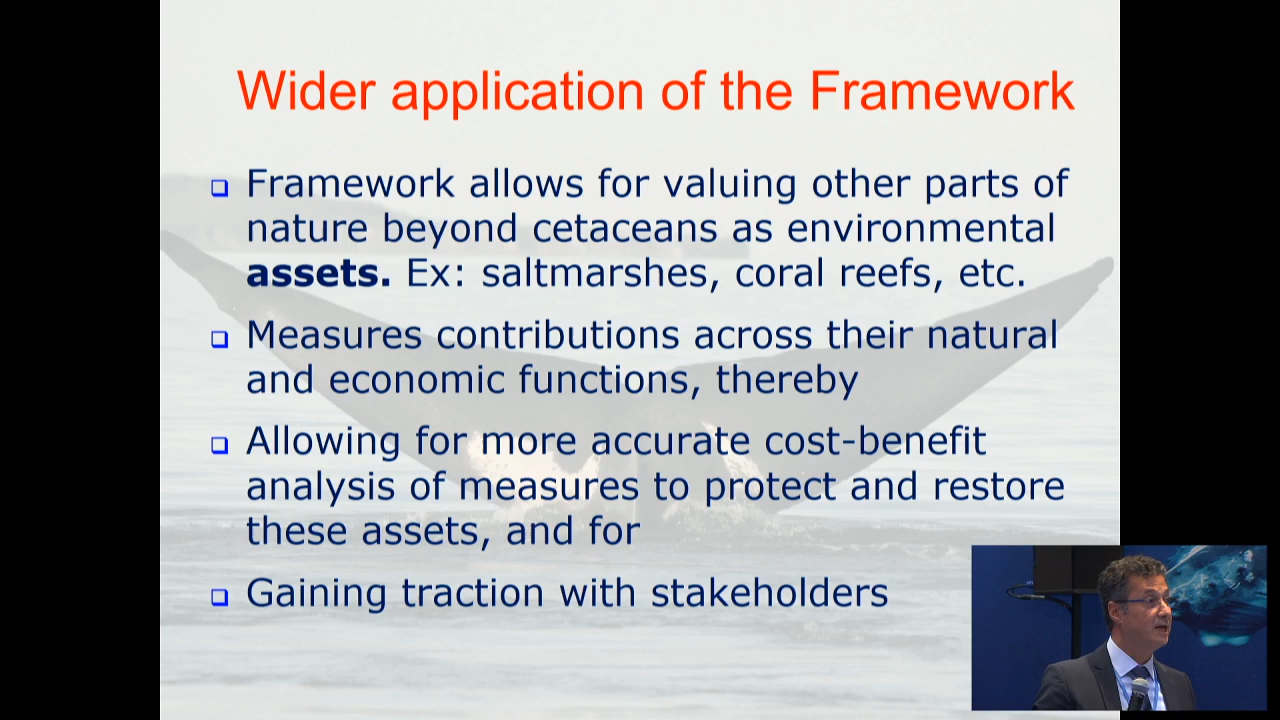 Wider application of the Framework
Framework allows for valuing other parts of
nature beyond cetaceans as environmental
assets. Ex: saltmarshes, coral reefs, etc.
Measures contributions across their natural
and economic functions, thereby
Allowing for more accurate cost-benefit
analysis of measures to protect and restore
these assets, and for
Gaining traction with stakeholders